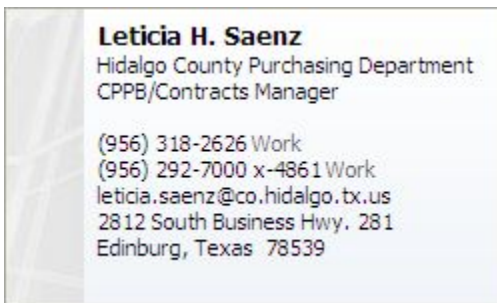 Leticia H. Saenz
Hidalgo County Purchasing Department
CPPB/Contracts Manager
(956) 318-2626 Work
(956) 292-7000 x-4861 Work
leticia.saenz@co.hidalgo.tx.us
2812 South Business Hwy. 281
Edinburg, Texas  78539